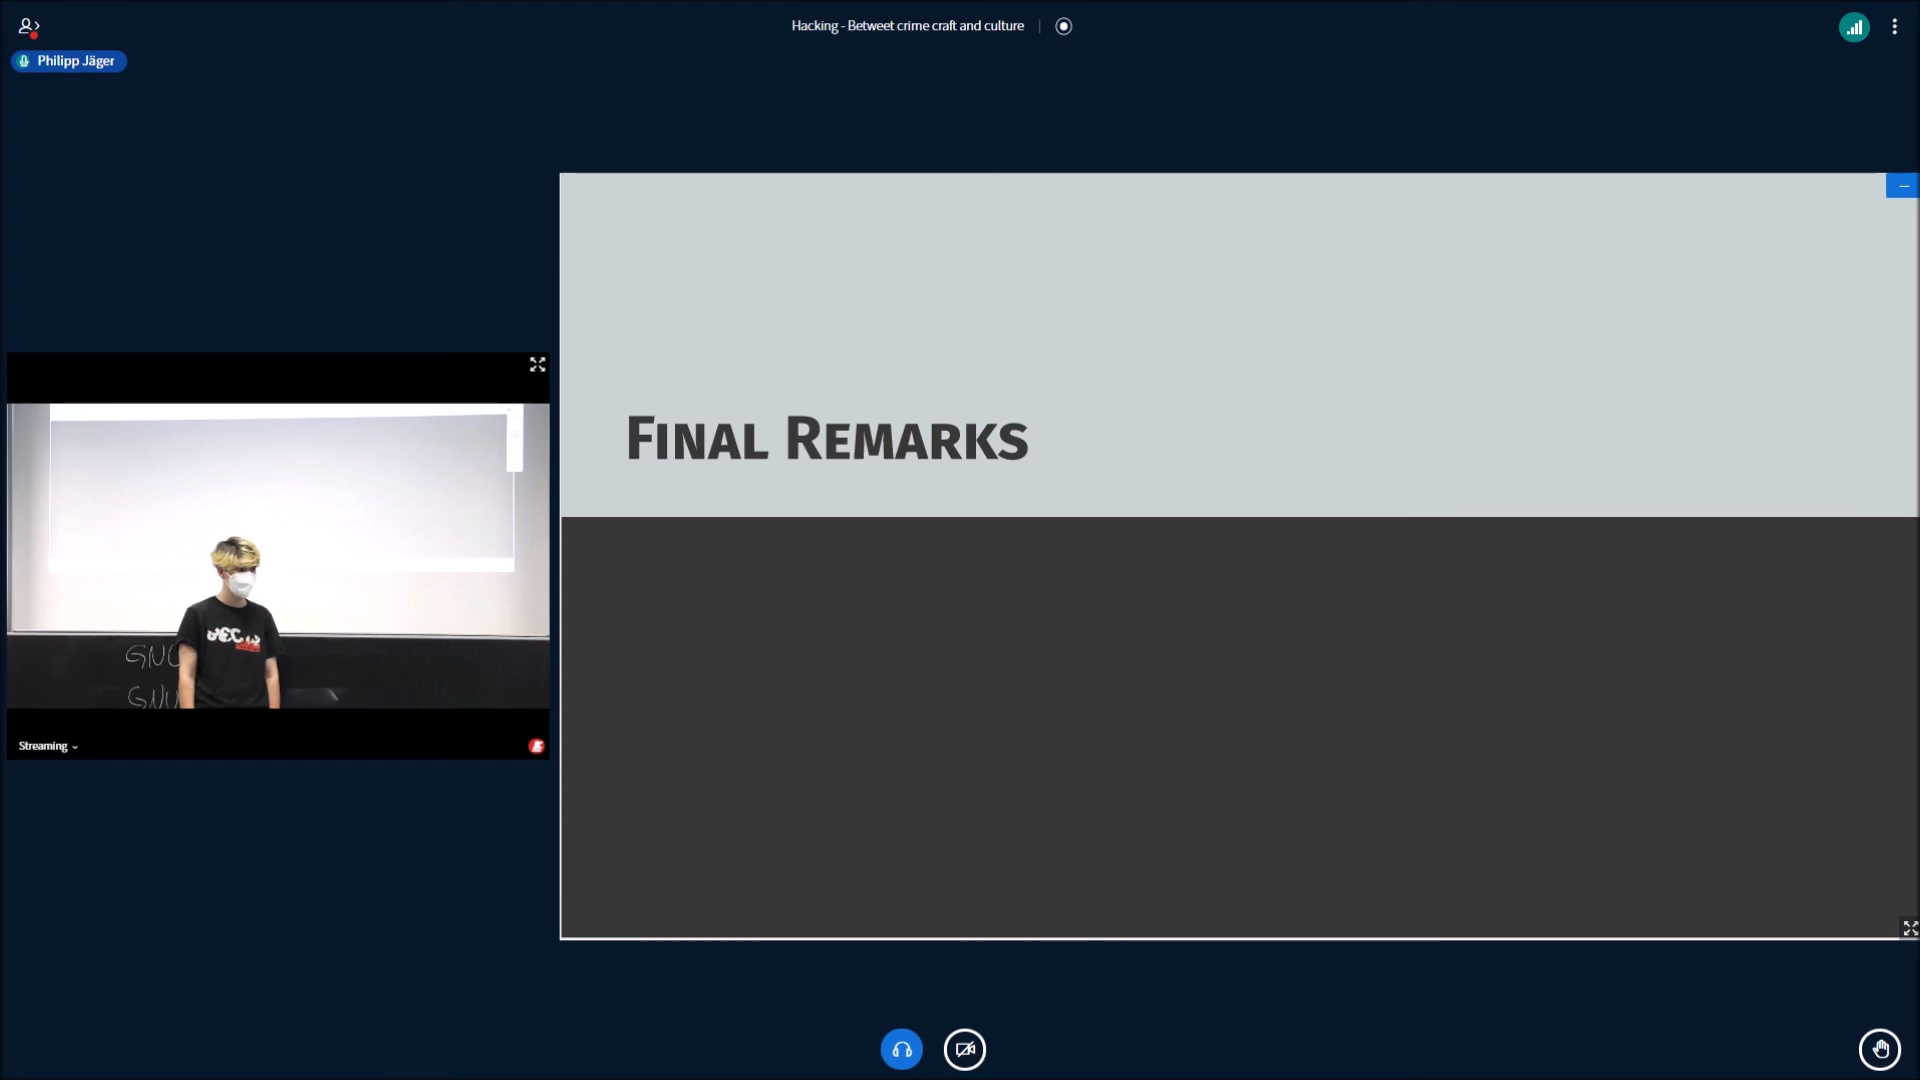 Hacking - Betweet crime craft and culture
Philipp Jäger
FINAL REMARKS
Streaming